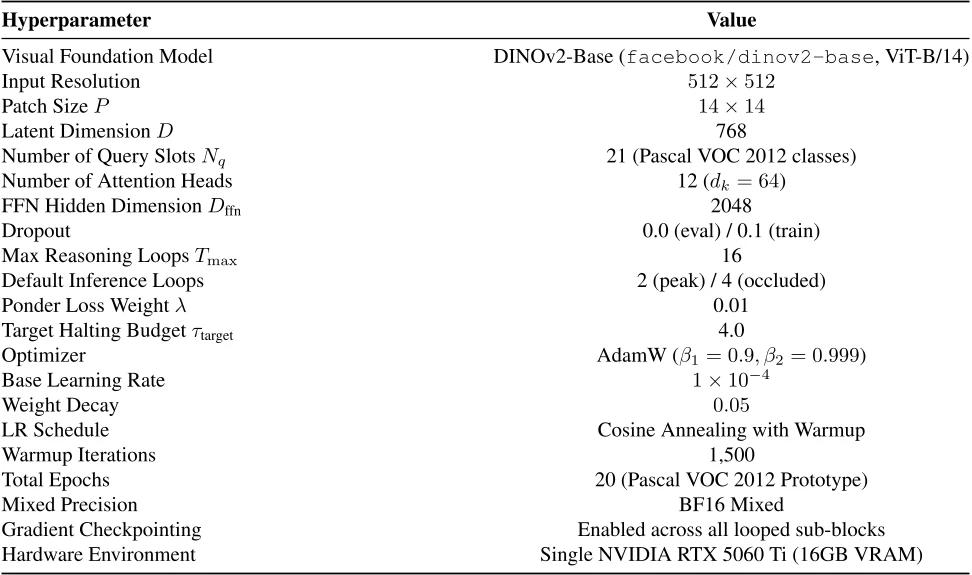 Hyperparameter Value
Visual Foundation Model DINOv2-Base (facebook/dinov2-base, ViT-B/14)
Input Resolution 512 × 512
Patch Size P 14 × 14
Latent Dimension D 768
Number of Query Slots N_q 21 (Pascal VOC 2012 classes)
Number of Attention Heads 12 (d_k = 64)
FFN Hidden Dimension D_ffn 2048
Dropout 0.0 (eval) / 0.1 (train)
Max Reasoning Loops T_max 16
Default Inference Loops 2 (peak) / 4 (occluded)
Ponder Loss Weight λ 0.01
Target Halting Budget τ_target 4.0
Optimizer AdamW (β₁ = 0.9, β₂ = 0.999)
Base Learning Rate 1 × 10⁻⁴
Weight Decay 0.05
LR Schedule Cosine Annealing with Warmup
Warmup Iterations 1,500
Total Epochs 20 (Pascal VOC 2012 Prototype)
Mixed Precision BF16 Mixed
Gradient Checkpointing Enabled across all looped sub-blocks
Hardware Environment Single NVIDIA RTX 5060 Ti (16GB VRAM)